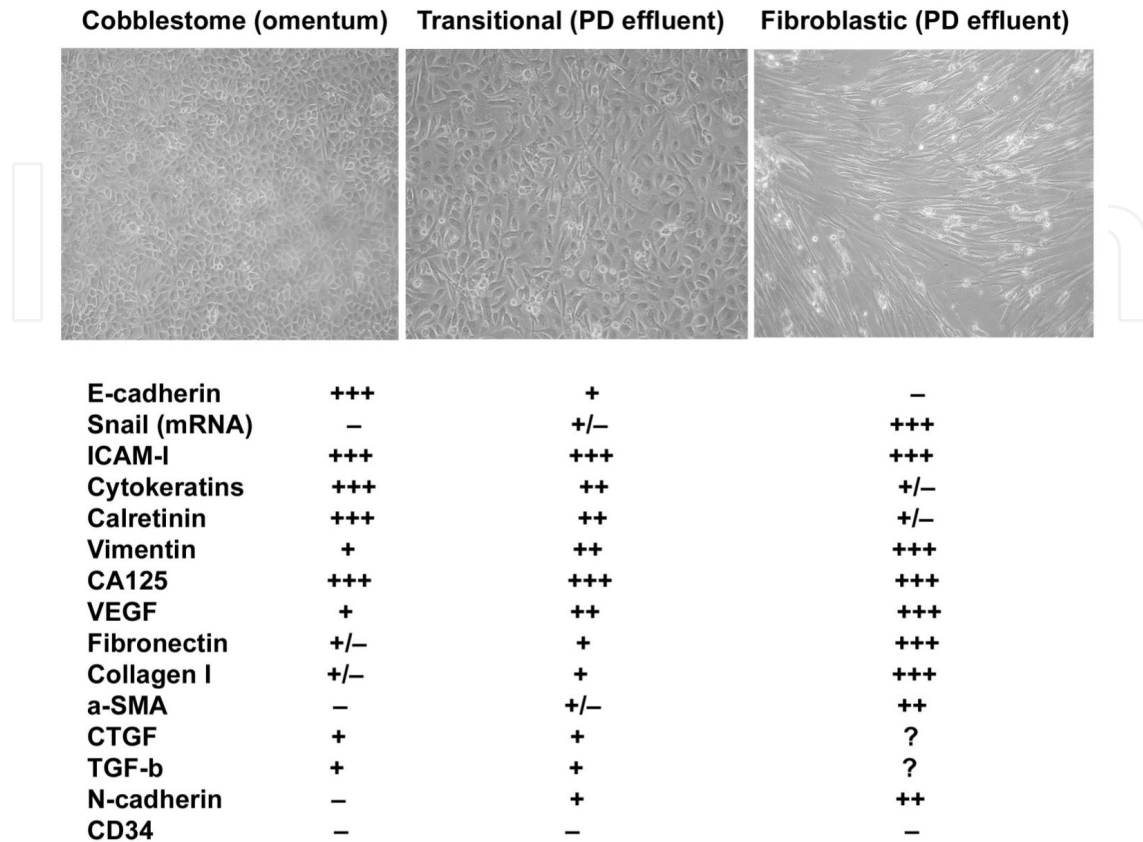 Cobblestome (omentum) Transitional (PD effluent) Fibroblastic (PD effluent)
E-cadherin +++ + –
Snail (mRNA) – +/– +++
ICAM-I +++ +++ +++
Cytokeratins +++ ++ +/–
Calretinin +++ ++ +/–
Vimentin + ++ +++
CA125 +++ +++ +++
VEGF + ++ +++
Fibronectin +/– + +++
Collagen I +/– + +++
a-SMA – +/– ++
CTGF + + ?
TGF-b + + ?
N-cadherin – + ++
CD34 – – –